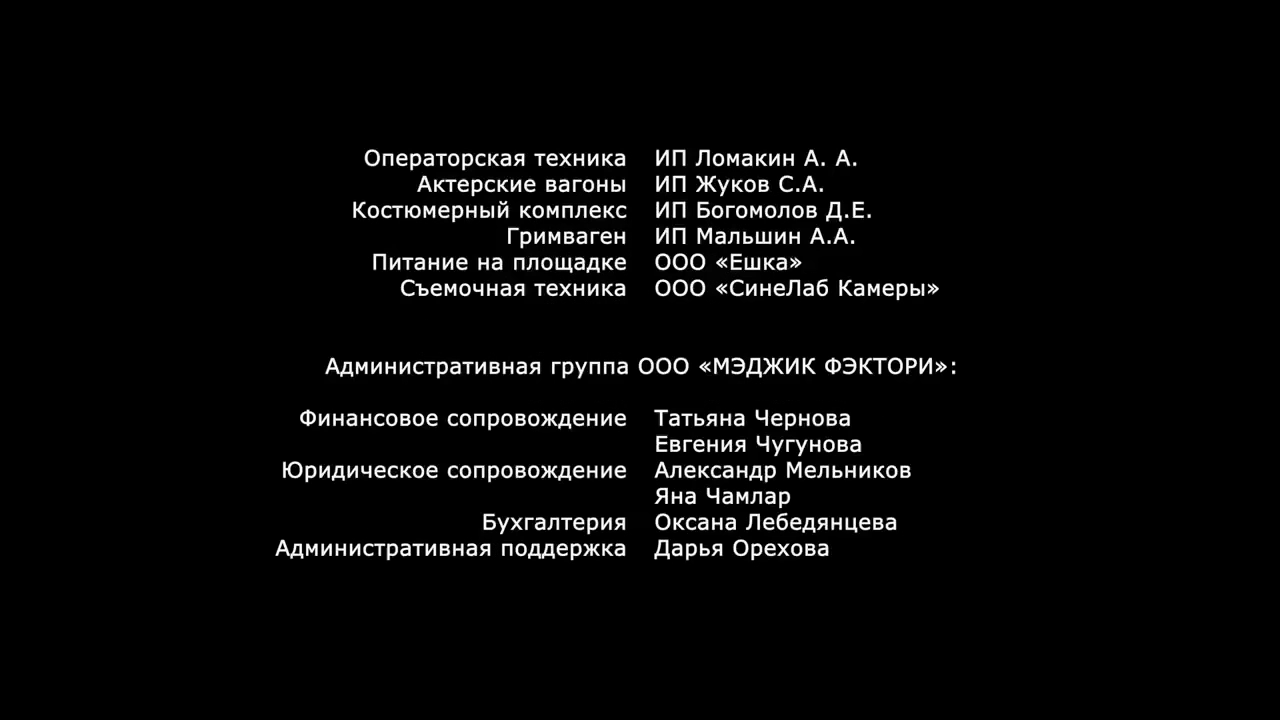 Операторская техника ИП Ломакин А. А.
Актерские вагоны ИП Жуков С.А.
Костюмерный комплекс ИП Богомолов Д.Е.
Гримваген ИП Мальшин А.А.
Питание на площадке ООО «Ешка»
Съемочная техника ООО «СинеЛаб Камеры»
Административная группа ООО «МЭДЖИК ФЭКТОРИ»:
Финансовое сопровождение Татьяна Чернова
Евгения Чугунова
Юридическое сопровождение Александр Мельников
Яна Чамлар
Бухгалтерия Оксана Лебедянцева
Административная поддержка Дарья Орехова